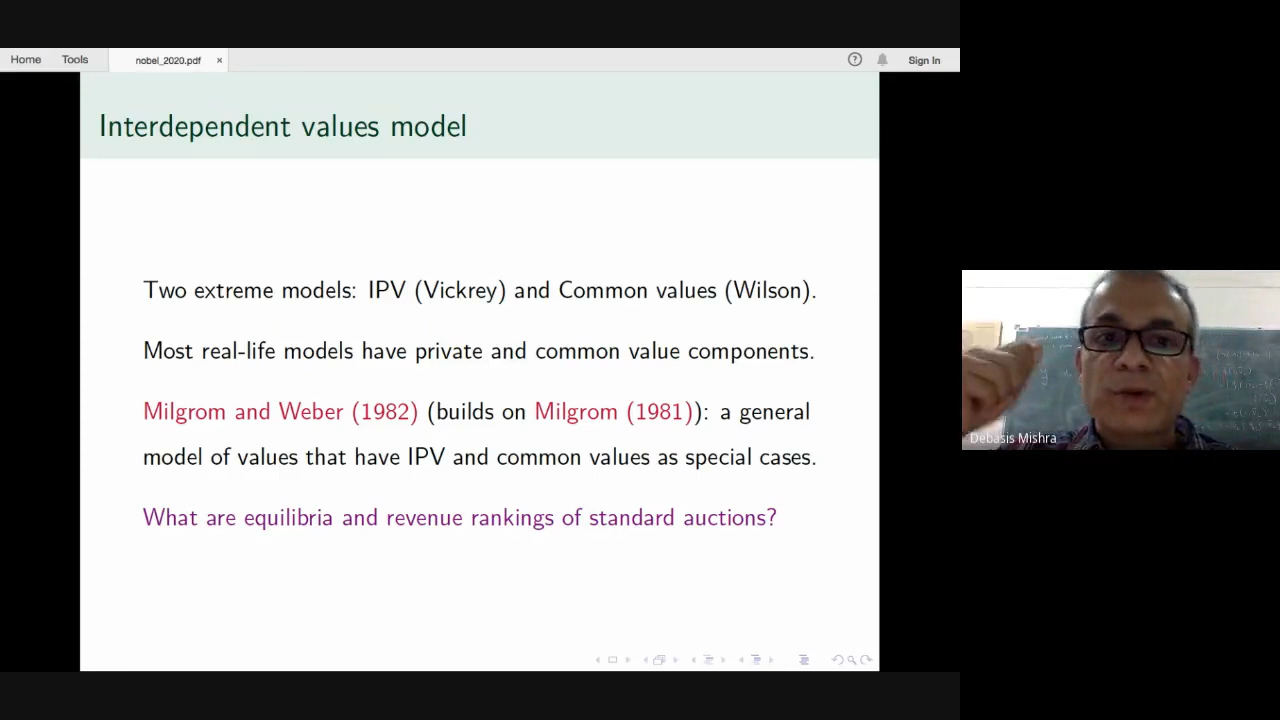 Home Tools nobel_2020.pdf × Sign In
Interdependent values model
Two extreme models: IPV (Vickrey) and Common values (Wilson).
Most real-life models have private and common value components.
Milgrom and Weber (1982) (builds on Milgrom (1981)): a general
model of values that have IPV and common values as special cases.
What are equilibria and revenue rankings of standard auctions?
Debasis Mishra